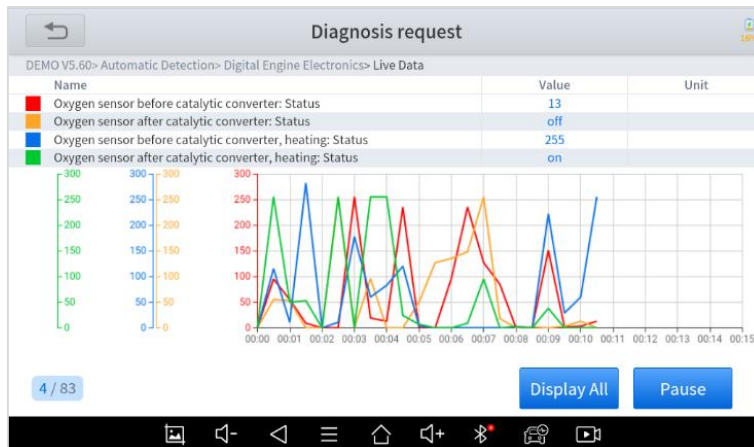 Diagnosis request
DEMO V5.60> Automatic Detection> Digital Engine Electronics> Live Data
Name Value Unit
Oxygen sensor before catalytic converter: Status 13
Oxygen sensor after catalytic converter: Status off
Oxygen sensor before catalytic converter, heating: Status 255
Oxygen sensor after catalytic converter, heating: Status on
300 300 300 300
250 250 250 250
200 200 200 200
150 150 150 150
100 100 100 100
50 50 50 50
0 0 0 0
00:00 00:01 00:02 00:03 00:04 00:05 00:06 00:07 00:08 00:09 00:10 00:11 00:12 00:13 00:14 00:15
4 / 83
Display All
Pause